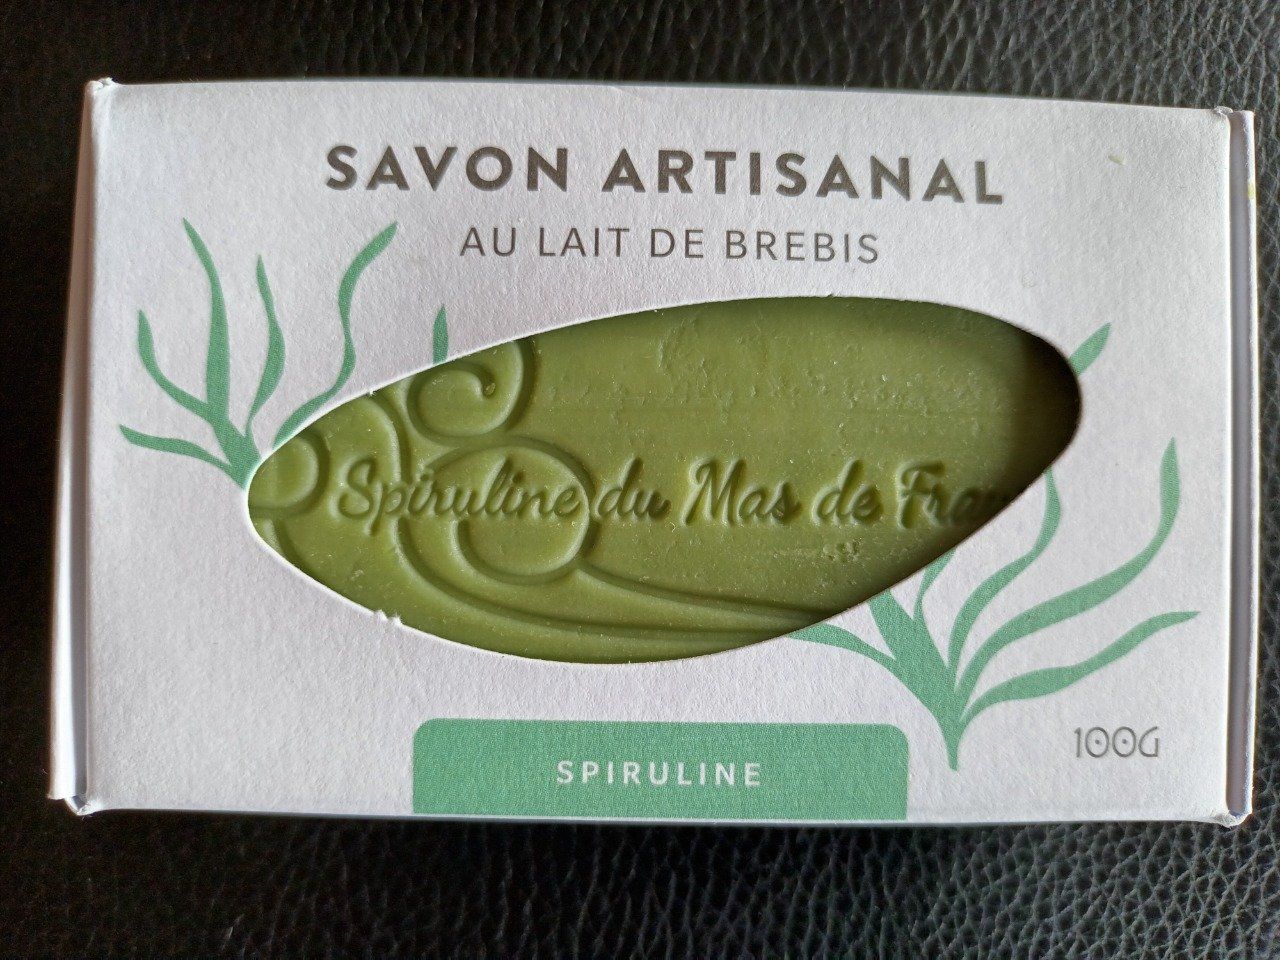 SAVON ARTISANAL
AU LAIT DE BREBIS
Spiruline du Mas de
SPIRULINE
100G